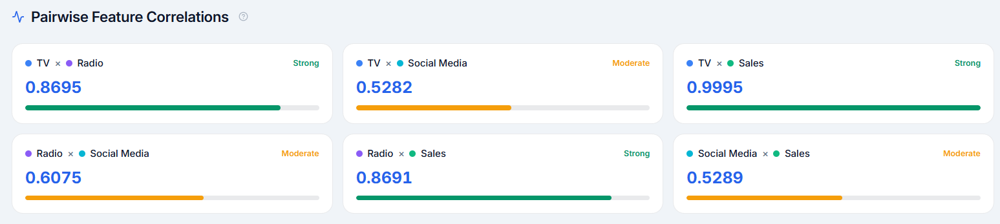 Pairwise Feature Correlations
TV × Radio Strong
0.8695
TV × Social Media Moderate
0.5282
TV × Sales Strong
0.9995
Radio × Social Media Moderate
0.6075
Radio × Sales Strong
0.8691
Social Media × Sales Moderate
0.5289